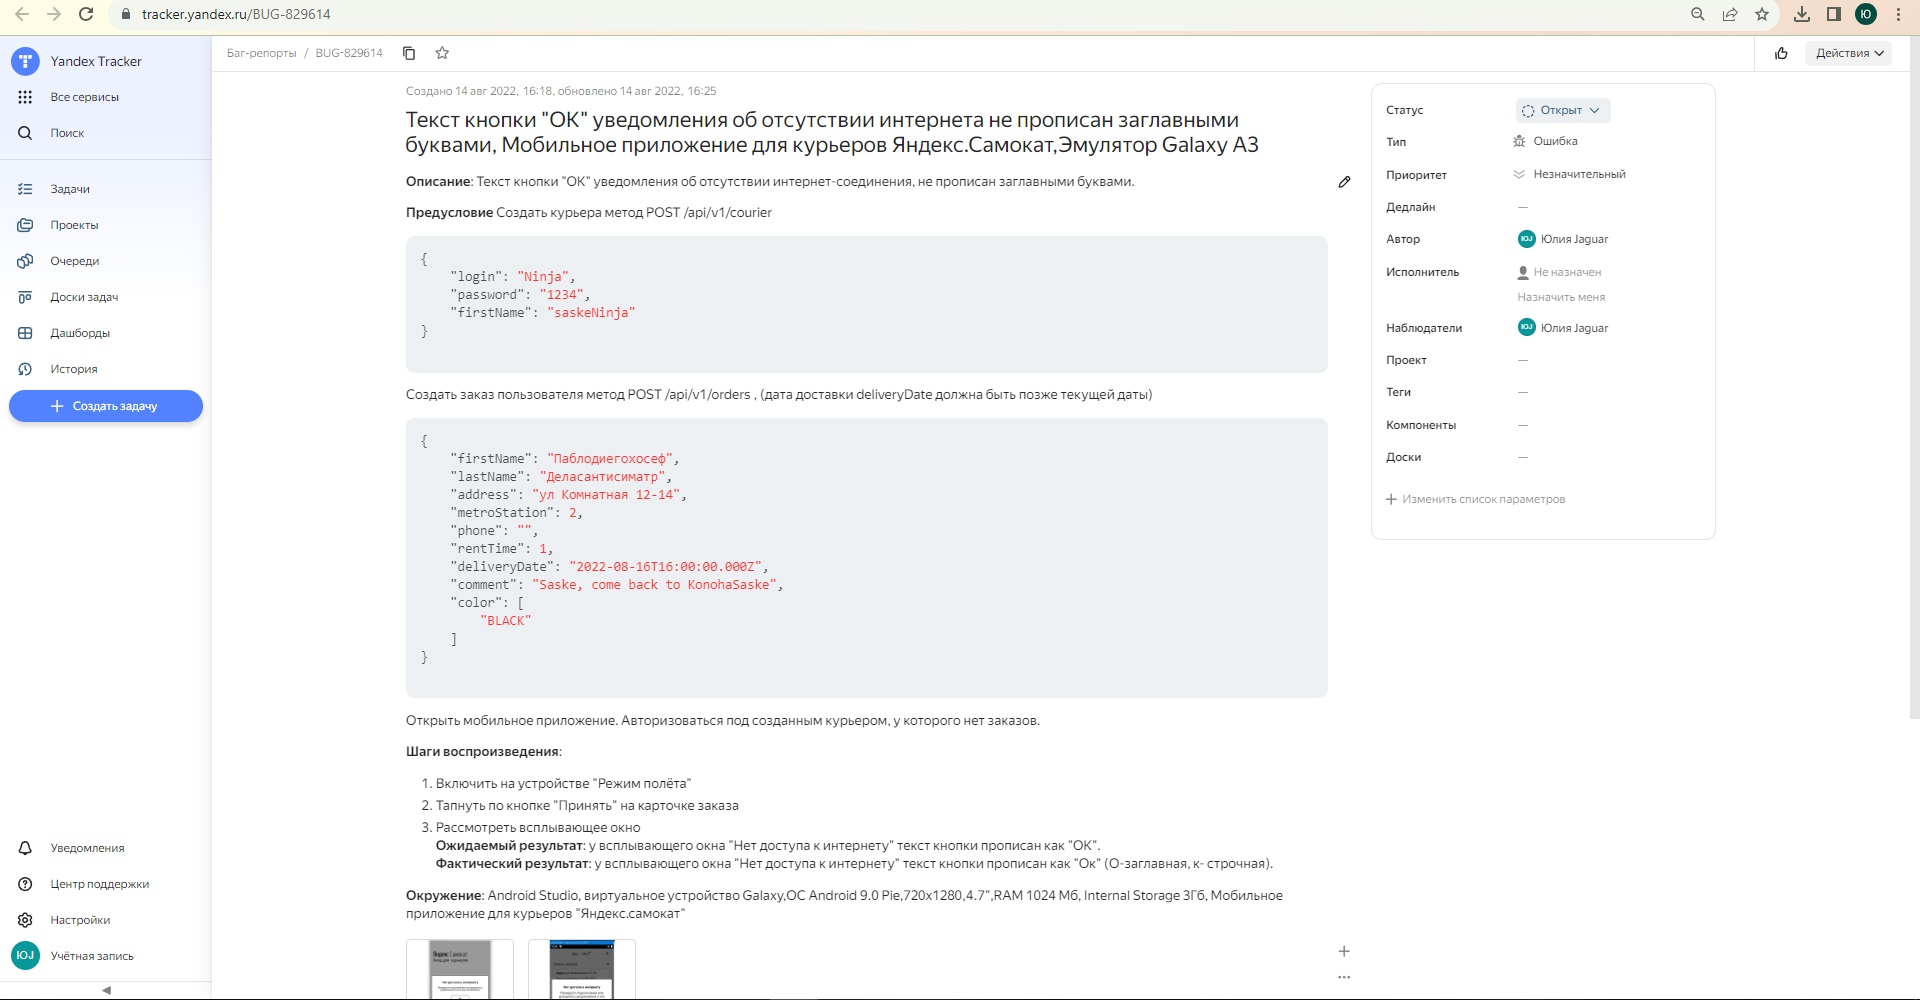 tracker.yandex.ru/BUG-829614
Ю
Yandex Tracker
Все сервисы
Поиск
Задачи
Проекты
Очереди
Доски задач
Дашборды
История
Создать задачу
Уведомления
Центр поддержки
Настройки
ЮJ Учётная запись
Баг-репорты / BUG-829614
Действия
Создано 14 авг 2022, 16:18, обновлено 14 авг 2022, 16:25
Текст кнопки "ОК" уведомления об отсутствии интернета не прописан заглавными
буквами, Мобильное приложение для курьеров Яндекс.Самокат,Эмулятор Galaxy A3
Описание: Текст кнопки "ОК" уведомления об отсутствии интернет-соединения, не прописан заглавными буквами.
Предусловие Создать курьера метод POST /api/v1/courier
{
"login": "Ninja",
"password": "1234",
"firstName": "saskeNinja"
}
Создать заказ пользователя метод POST /api/v1/orders , (дата доставки deliveryDate должна быть позже текущей даты)
{
"firstName": "Паблодиегохосеф",
"lastName": "Деласантисиматр",
"address": "ул Комнатная 12-14",
"metroStation": 2,
"phone": "",
"rentTime": 1,
"deliveryDate": "2022-08-16T16:00:00.000Z",
"comment": "Saske, come back to KonohaSaske",
"color": [
"BLACK"
]
}
Открыть мобильное приложение. Авторизоваться под созданным курьером, у которого нет заказов.
Шаги воспроизведения:
1. Включить на устройстве "Режим полёта"
2. Тапнуть по кнопке "Принять" на карточке заказа
3. Рассмотреть всплывающее окно
Ожидаемый результат: у всплывающего окна "Нет доступа к интернету" текст кнопки прописан как "ОК".
Фактический результат: у всплывающего окна "Нет доступа к интернету" текст кнопки прописан как "Ок" (О-заглавная, к- строчная).
Окружение: Android Studio, виртуальное устройство Galaxy,ОС Android 9.0 Pie,720x1280,4.7",RAM 1024 Мб, Internal Storage 3Гб, Мобильное
приложение для курьеров "Яндекс.самокат"
Яндекс Самокат
Нет доступа к интернету
Нет доступа к интернету
Статус Открыт
Тип Ошибка
Приоритет Незначительный
Дедлайн —
Автор ЮJ Юлия Jaguar
Исполнитель Не назначен
Назначить меня
Наблюдатели ЮJ Юлия Jaguar
Проект —
Теги —
Компоненты —
Доски —
Изменить список параметров